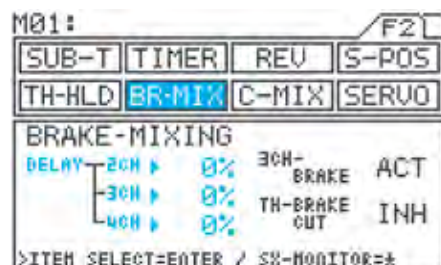 M01: F2
SUB-T TIMER REV S-POS
TH-HLD BR-MIX C-MIX SERVO
BRAKE-MIXING
DELAY 2CH 0% 3CH-BRAKE ACT
3CH 0%
4CH 0% TH-BRAKE CUT INH
>ITEM SELECT=ENTER / SX-MONITOR=±